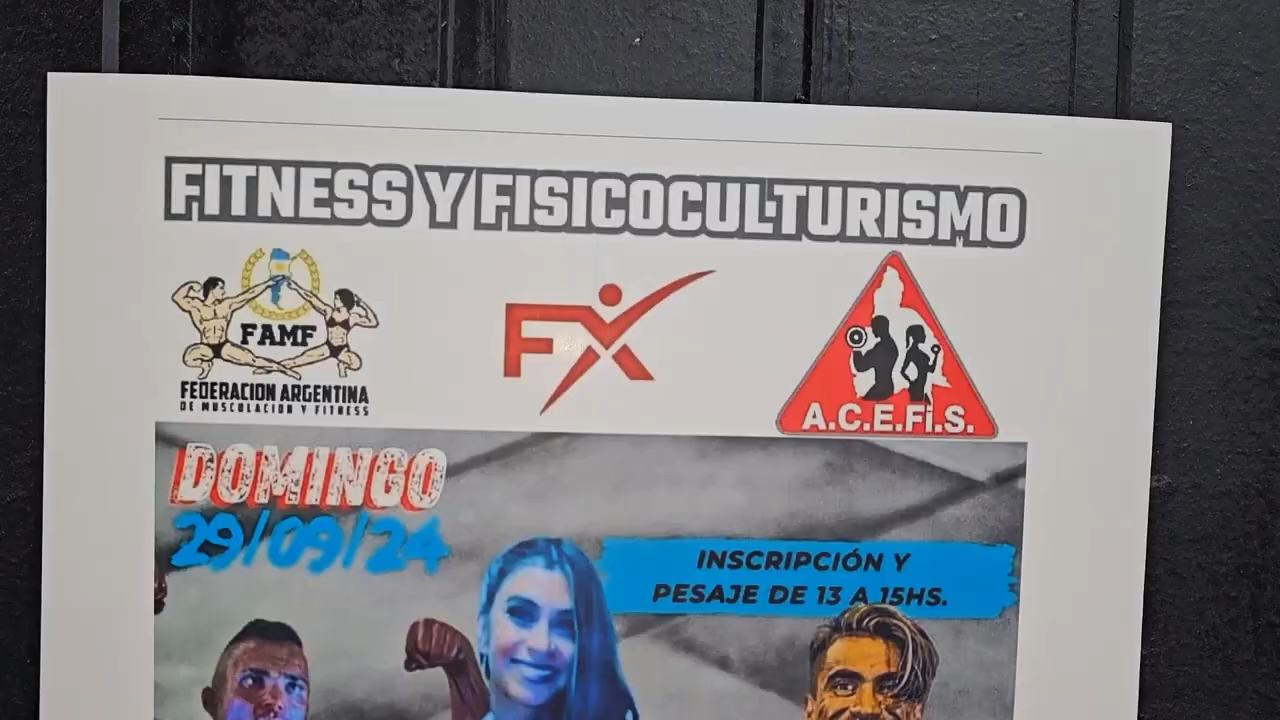 FITNESS Y FISICOCULTURISMO
FAMF
FEDERACION ARGENTINA
DE MUSCULACION Y FITNESS
FX
A.C.E.Fi.S.
DOMINGO
29/09/24
INSCRIPCIÓN Y
PESAJE DE 13 A 15HS.